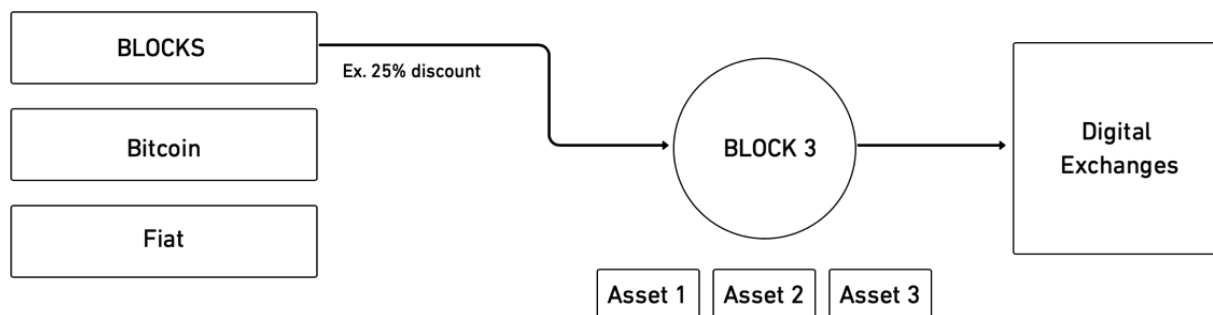 BLOCKS
Ex. 25% discount
Bitcoin
Fiat
BLOCK 3
Digital
Exchanges
Asset 1
Asset 2
Asset 3